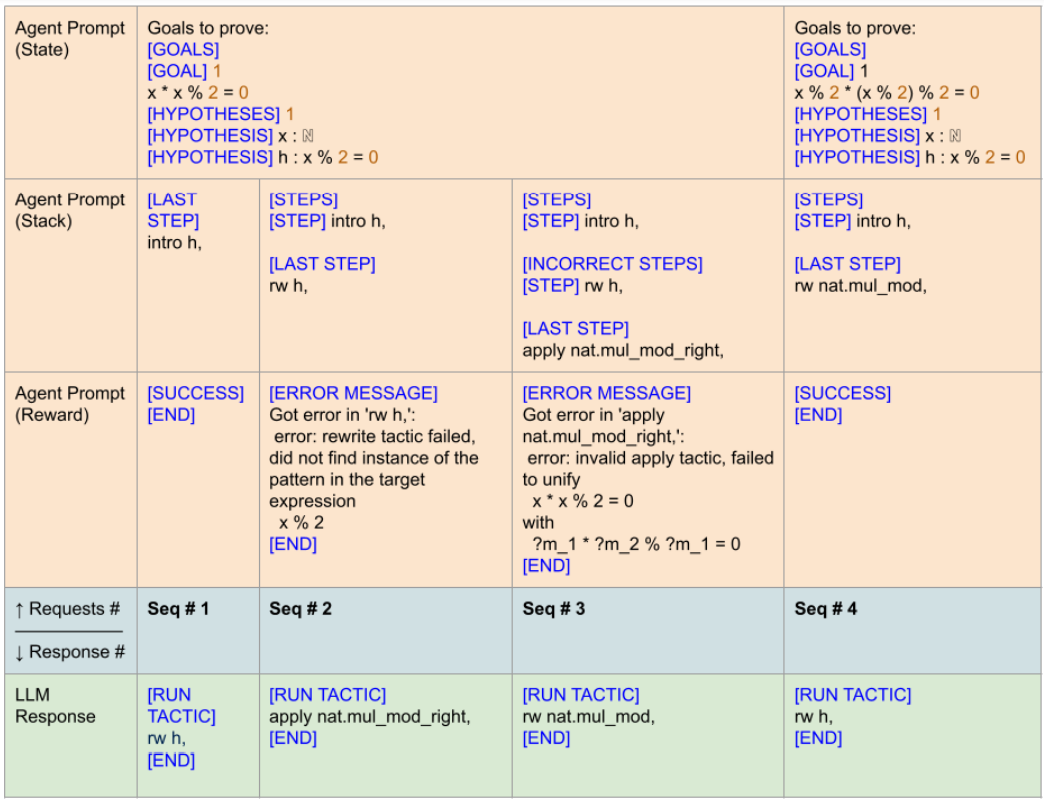 Agent Prompt
(State)
Goals to prove:
[GOALS]
[GOAL] 1
x * x % 2 = 0
[HYPOTHESES] 1
[HYPOTHESIS] x : ℕ
[HYPOTHESIS] h : x % 2 = 0
Goals to prove:
[GOALS]
[GOAL] 1
x % 2 * (x % 2) % 2 = 0
[HYPOTHESES] 1
[HYPOTHESIS] x : ℕ
[HYPOTHESIS] h : x % 2 = 0
Agent Prompt
(Stack)
[LAST
STEP]
intro h,
[STEPS]
[STEP] intro h,
[LAST STEP]
rw h,
[STEPS]
[STEP] intro h,
[INCORRECT STEPS]
[STEP] rw h,
[LAST STEP]
apply nat.mul_mod_right,
[STEPS]
[STEP] intro h,
[LAST STEP]
rw nat.mul_mod,
Agent Prompt
(Reward)
[SUCCESS]
[END]
[ERROR MESSAGE]
Got error in 'rw h,':
error: rewrite tactic failed,
did not find instance of the
pattern in the target
expression
x % 2
[END]
[ERROR MESSAGE]
Got error in 'apply
nat.mul_mod_right,':
error: invalid apply tactic, failed
to unify
x * x % 2 = 0
with
?m_1 * ?m_2 % ?m_1 = 0
[END]
[SUCCESS]
[END]
↑ Requests #
↓ Response #
Seq # 1
Seq # 2
Seq # 3
Seq # 4
LLM
Response
[RUN
TACTIC]
rw h,
[END]
[RUN TACTIC]
apply nat.mul_mod_right,
[END]
[RUN TACTIC]
rw nat.mul_mod,
[END]
[RUN TACTIC]
rw h,
[END]